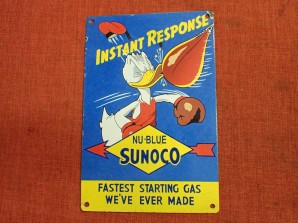 INSTANT RESPONSE
NU-BLUE
SUNOCO
FASTEST STARTING GAS
WE'VE EVER MADE